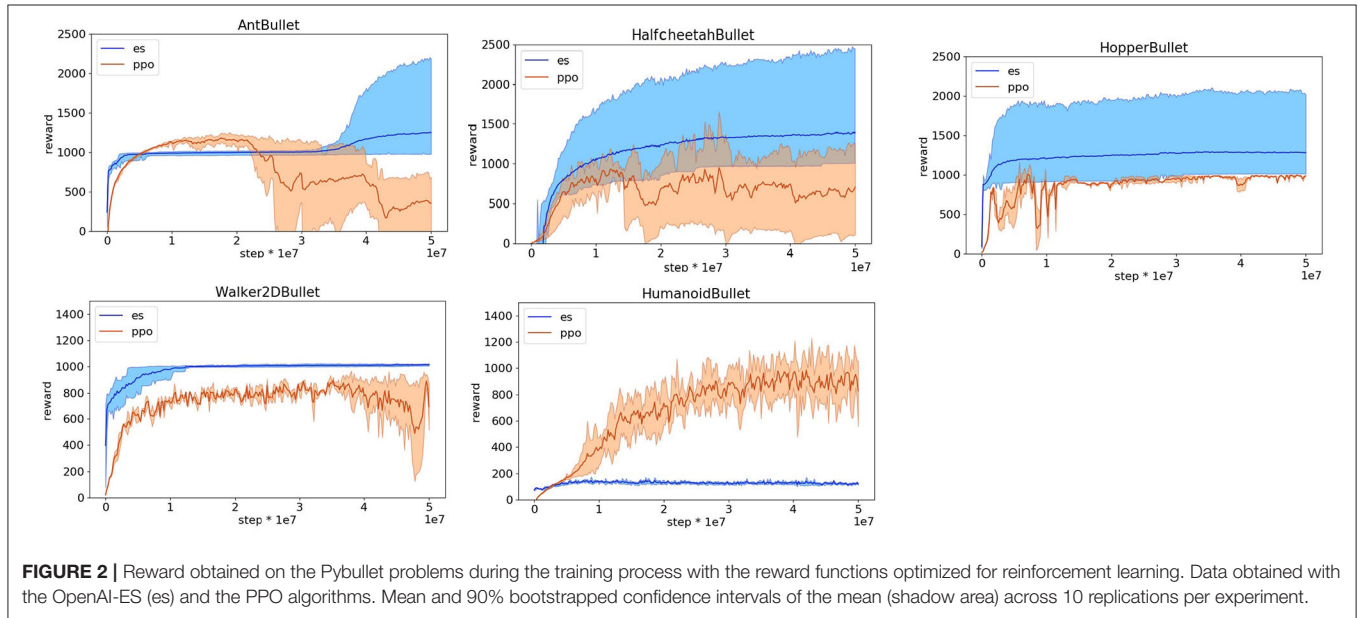 AntBullet
2500
2000
1500
1000
500
0
reward
es
ppo
0
1
2
3
4
5
step * 1e7
1e7
HalfcheetahBullet
2500
2000
1500
1000
500
0
reward
es
ppo
0
1
2
3
4
5
step * 1e7
1e7
HopperBullet
2500
2000
1500
1000
500
0
reward
es
ppo
0
1
2
3
4
5
step * 1e7
1e7
Walker2DBullet
1400
1200
1000
800
600
400
200
0
reward
es
ppo
0
1
2
3
4
5
step * 1e7
1e7
HumanoidBullet
1400
1200
1000
800
600
400
200
0
reward
es
ppo
0
1
2
3
4
5
step * 1e7
1e7
FIGURE 2 | Reward obtained on the Pybullet problems during the training process with the reward functions optimized for reinforcement learning. Data obtained with
the OpenAI-ES (es) and the PPO algorithms. Mean and 90% bootstrapped confidence intervals of the mean (shadow area) across 10 replications per experiment.